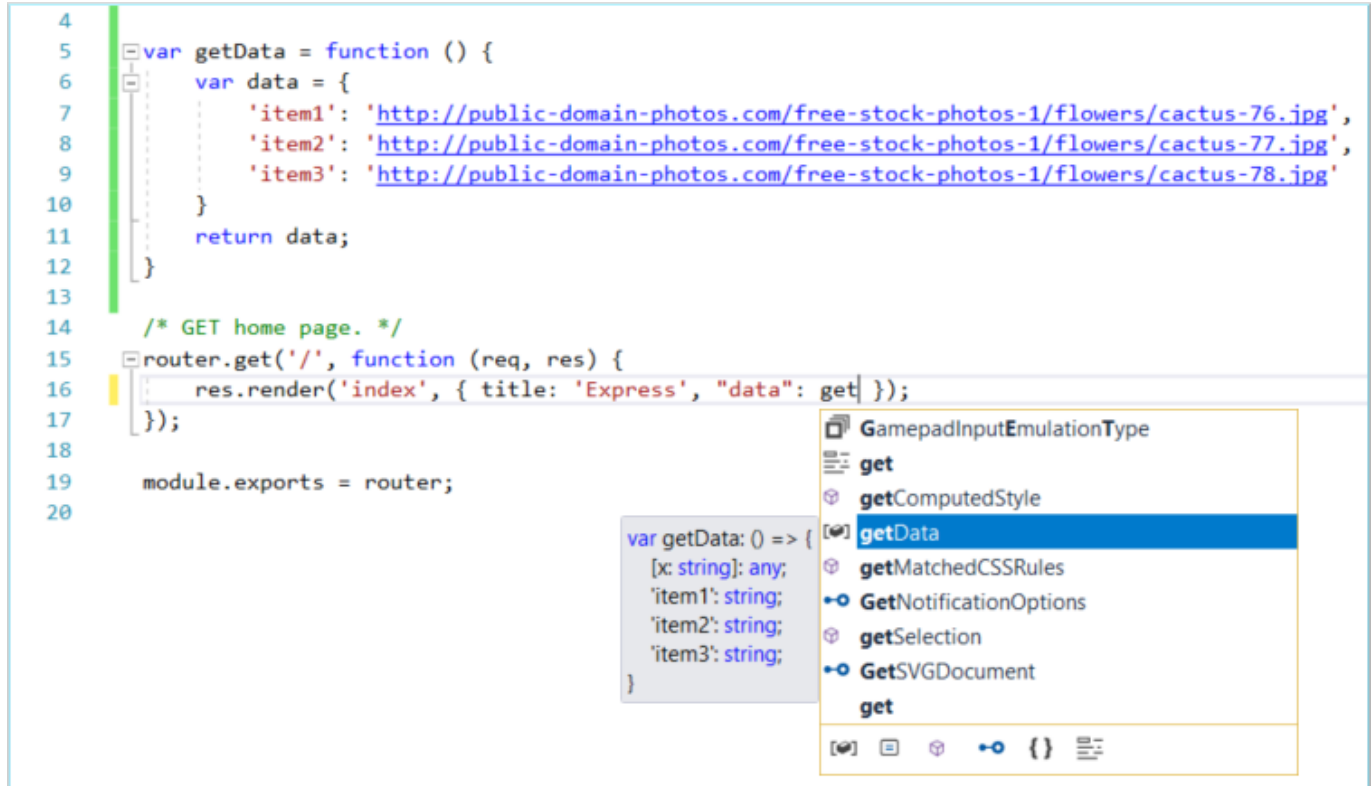 4
5 var getData = function () {
6 var data = {
7 'item1': 'http://public-domain-photos.com/free-stock-photos-1/flowers/cactus-76.jpg',
8 'item2': 'http://public-domain-photos.com/free-stock-photos-1/flowers/cactus-77.jpg',
9 'item3': 'http://public-domain-photos.com/free-stock-photos-1/flowers/cactus-78.jpg'
10 }
11 return data;
12 }
13
14 /* GET home page. */
15 router.get('/', function (req, res) {
16 res.render('index', { title: 'Express', "data": get });
17 });
18
19 module.exports = router;
20
var getData: () => {
[x: string]: any;
'item1': string;
'item2': string;
'item3': string;
}
GamepadInputEmulationType
get
getComputedStyle
getData
getMatchedCSSRules
GetNotificationOptions
getSelection
GetSVGDocument
get